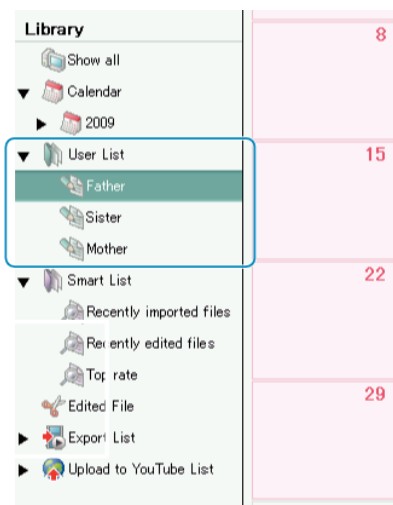 Library
Show all
Calendar
2009
User List
Father
Sister
Mother
Smart List
Recently imported files
Recently edited files
Top rate
Edited File
Export List
Upload to YouTube List
8
15
22
29